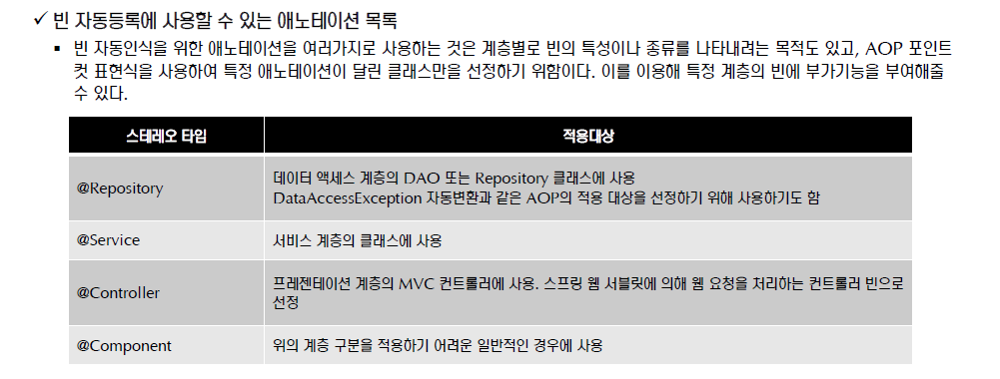 ✓ 빈 자동등록에 사용할 수 있는 애노테이션 목록
▪ 빈 자동인식을 위한 애노테이션을 여러가지로 사용하는 것은 계층별로 빈의 특성이나 종류를 나타내려는 목적도 있고, AOP 포인트
컷 표현식을 사용하여 특정 애노테이션이 달린 클래스만을 선정하기 위함이다. 이를 이용해 특정 계층의 빈에 부가기능을 부여해줄
수 있다.
스테레오 타입 적용대상
@Repository
데이터 액세스 계층의 DAO 또는 Repository 클래스에 사용
DataAccessException 자동변환과 같은 AOP의 적용 대상을 선정하기 위해 사용하기도 함
@Service 서비스 계층의 클래스에 사용
@Controller
프레젠테이션 계층의 MVC 컨트롤러에 사용. 스프링 웹 서블릿에 의해 웹 요청을 처리하는 컨트롤러 빈으로
선정
@Component 위의 계층 구분을 적용하기 어려운 일반적인 경우에 사용